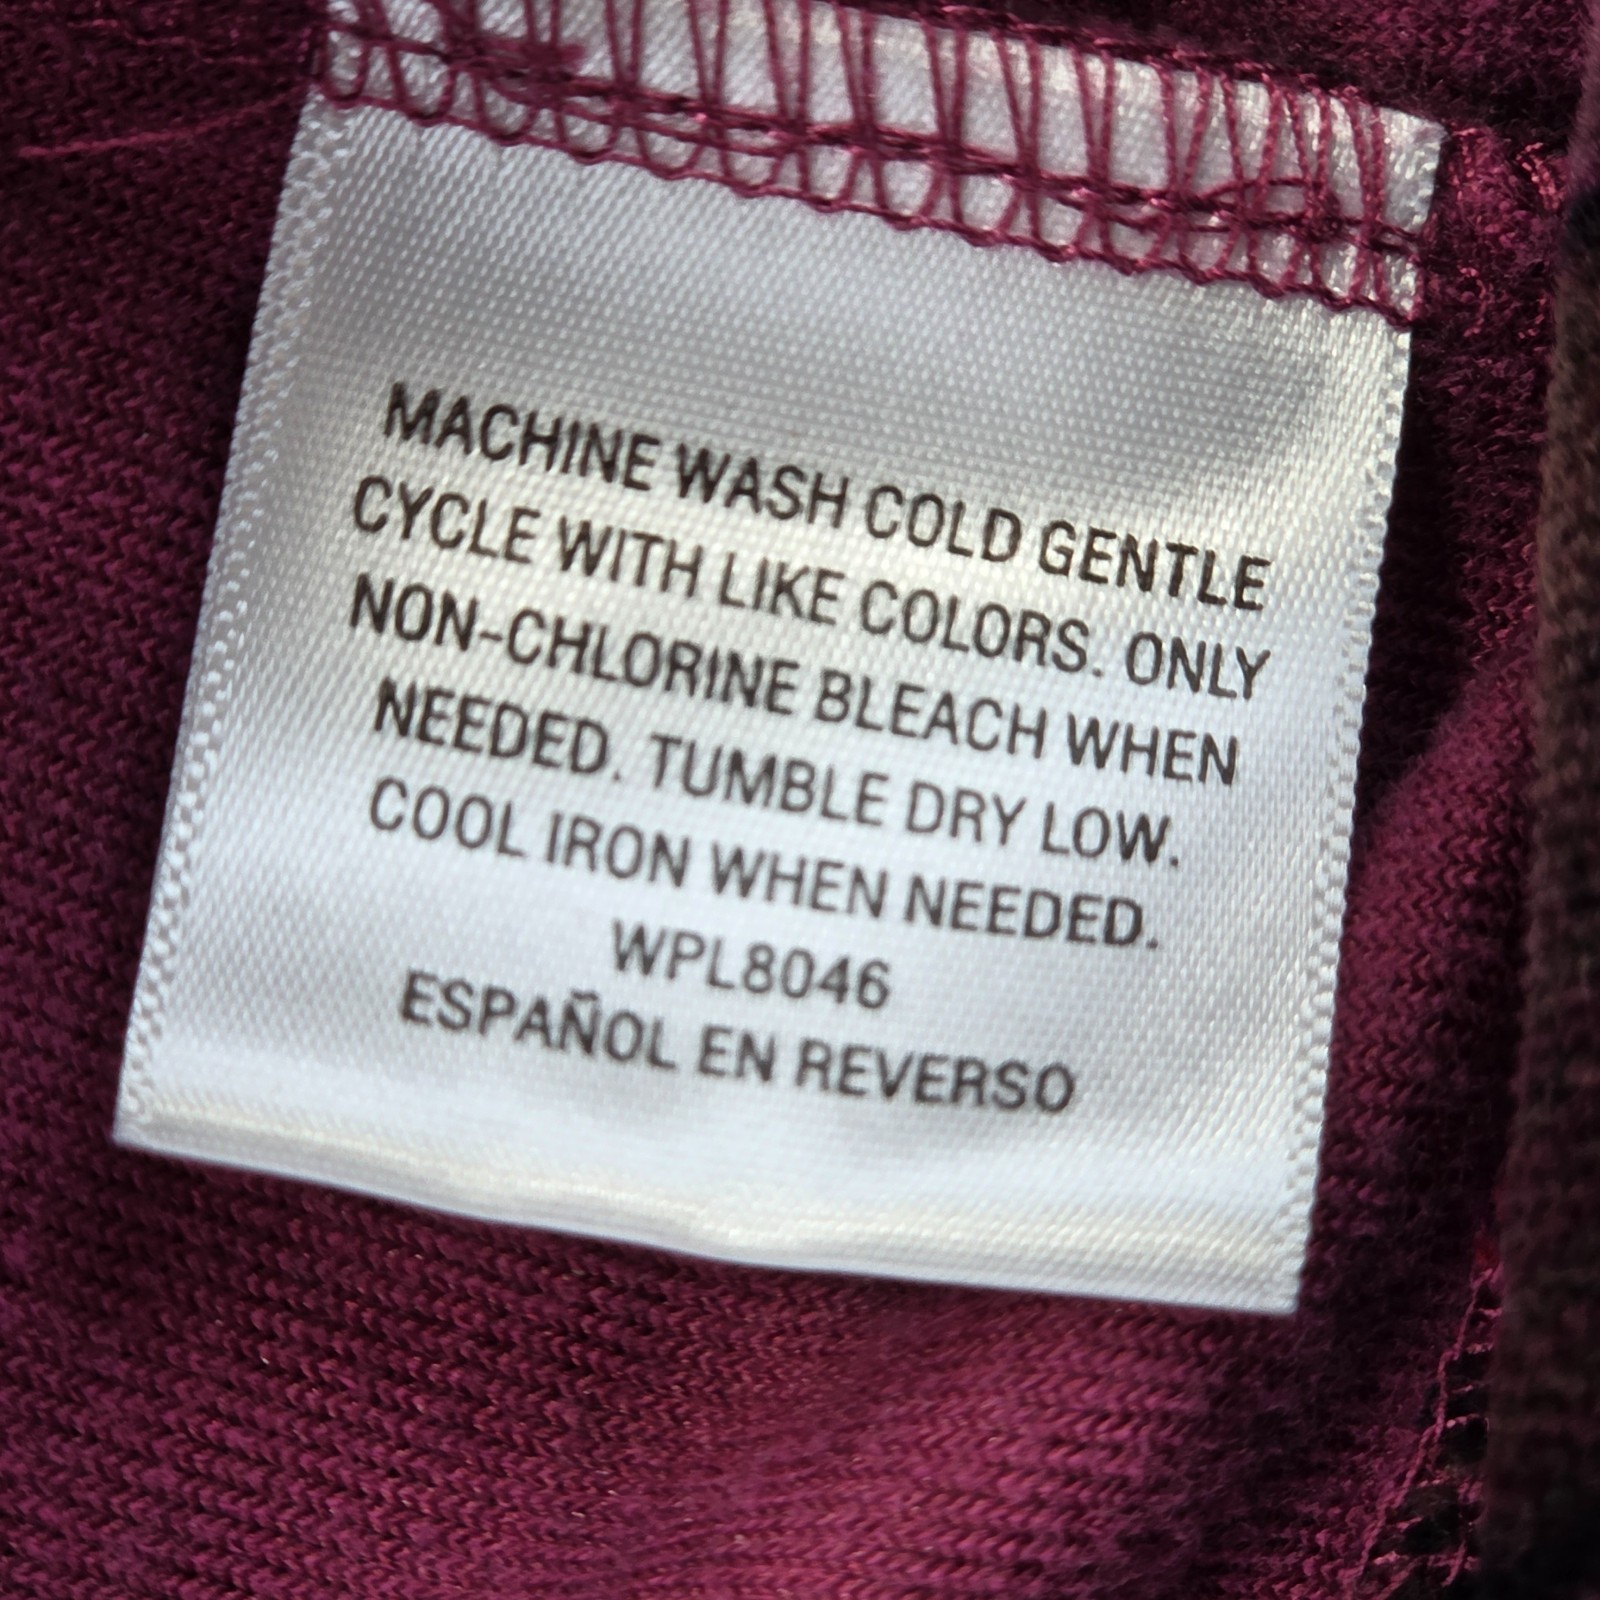 MACHINE WASH COLD GENTLE
CYCLE WITH LIKE COLORS. ONLY
NON-CHLORINE BLEACH WHEN
NEEDED. TUMBLE DRY LOW.
COOL IRON WHEN NEEDED.
WPL8046
ESPAÑOL EN REVERSO